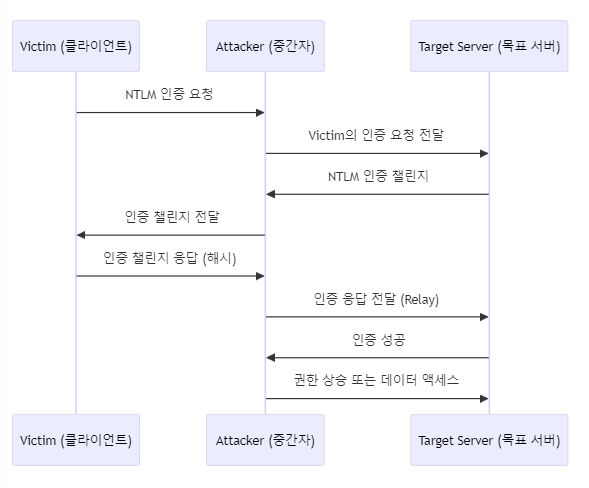 Victim (클라이언트)
Attacker (중간자)
Target Server (목표 서버)
NTLM 인증 요청
Victim의 인증 요청 전달
NTLM 인증 챌린지
인증 챌린지 전달
인증 챌린지 응답 (해시)
인증 응답 전달 (Relay)
인증 성공
권한 상승 또는 데이터 액세스
Victim (클라이언트)
Attacker (중간자)
Target Server (목표 서버)